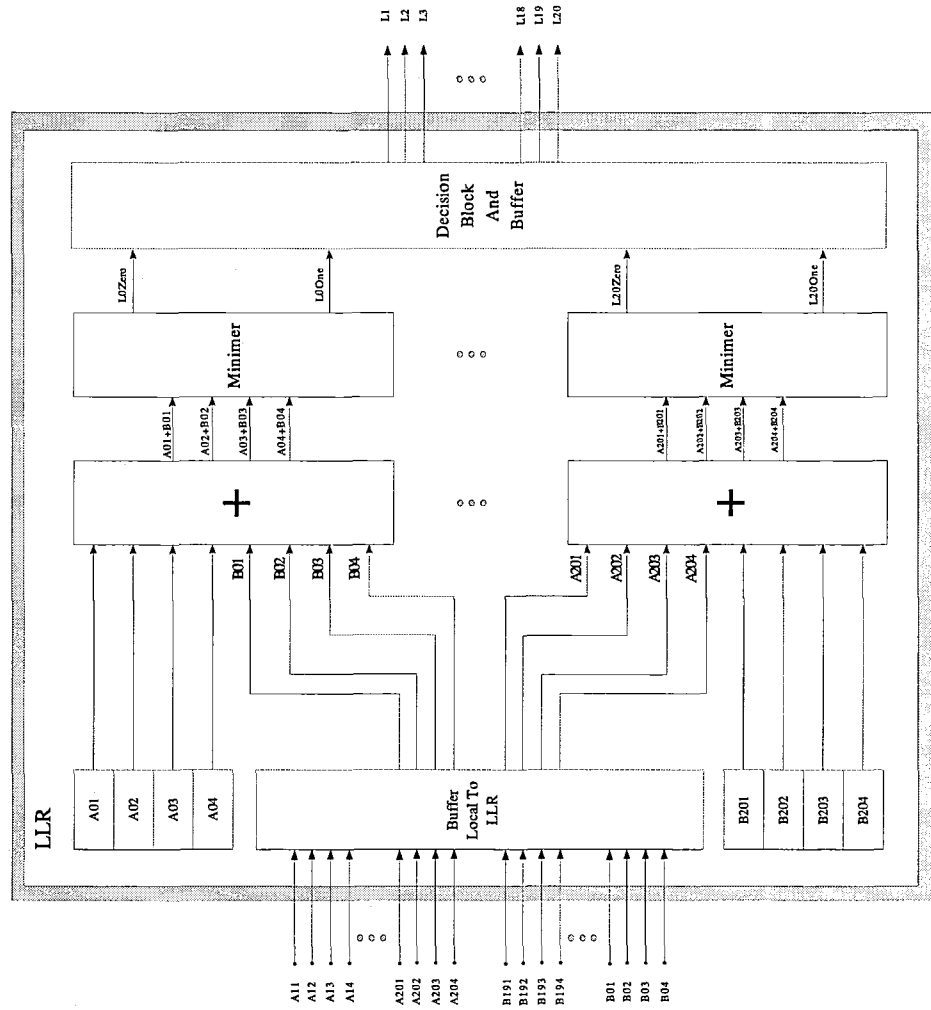 L1
L2
L3
L18
L19
L20
Decision
Block
And
Buffer
L0Zero
L0One
L20Zero
L20One
Minimer
Minimer
A01+B01
A02+B02
A03+B03
A04+B04
A201+B201
A202+B202
A203+B203
A204+B204
+
+
B01
B02
B03
B04
A201
A202
A203
A204
LLR
A01
A02
A03
A04
Buffer
Local To
LLR
B201
B202
B203
B204
A11
A12
A13
A14
A201
A202
A203
A204
B191
B192
B193
B194
B01
B02
B03
B04